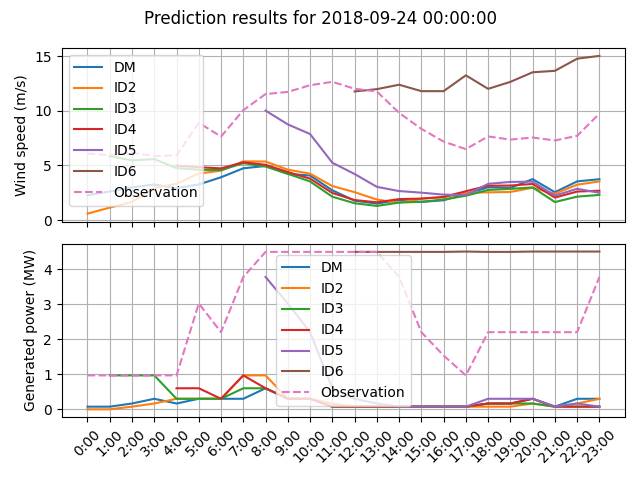 Prediction results for 2018-09-24 00:00:00
Wind speed (m/s)
15
10
5
0
DM
ID2
ID3
ID4
ID5
ID6
Observation
Generated power (MW)
4
3
2
1
0
DM
ID2
ID3
ID4
ID5
ID6
Observation
0:00
1:00
2:00
3:00
4:00
5:00
6:00
7:00
8:00
9:00
10:00
11:00
12:00
13:00
14:00
15:00
16:00
17:00
18:00
19:00
20:00
21:00
22:00
23:00